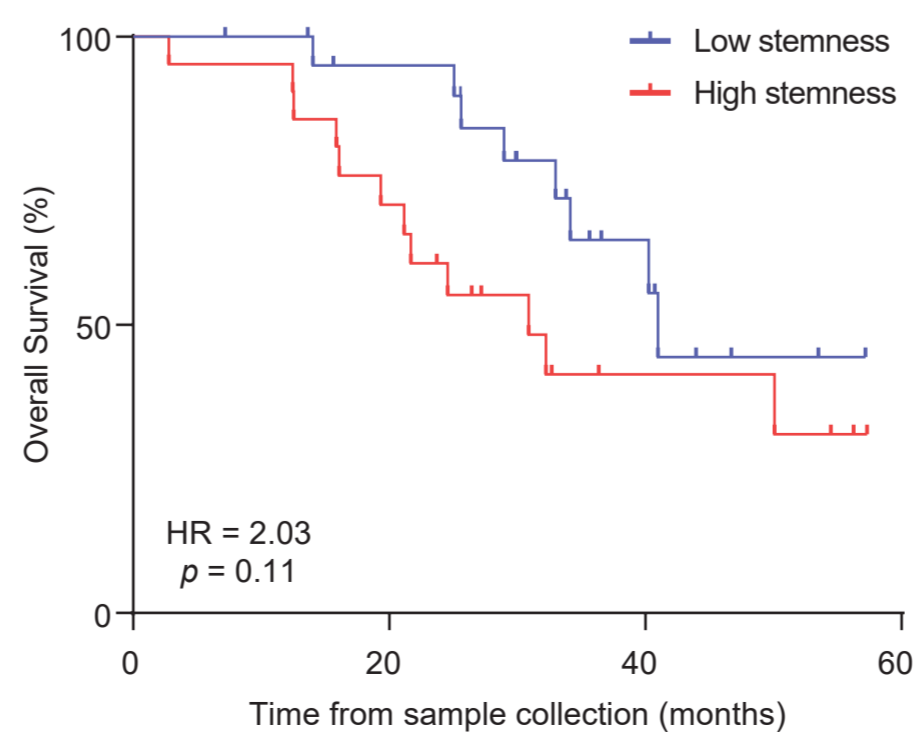 Low stemness
High stemness
100
50
0
Overall Survival (%)
HR = 2.03
p = 0.11
0 20 40 60
Time from sample collection (months)